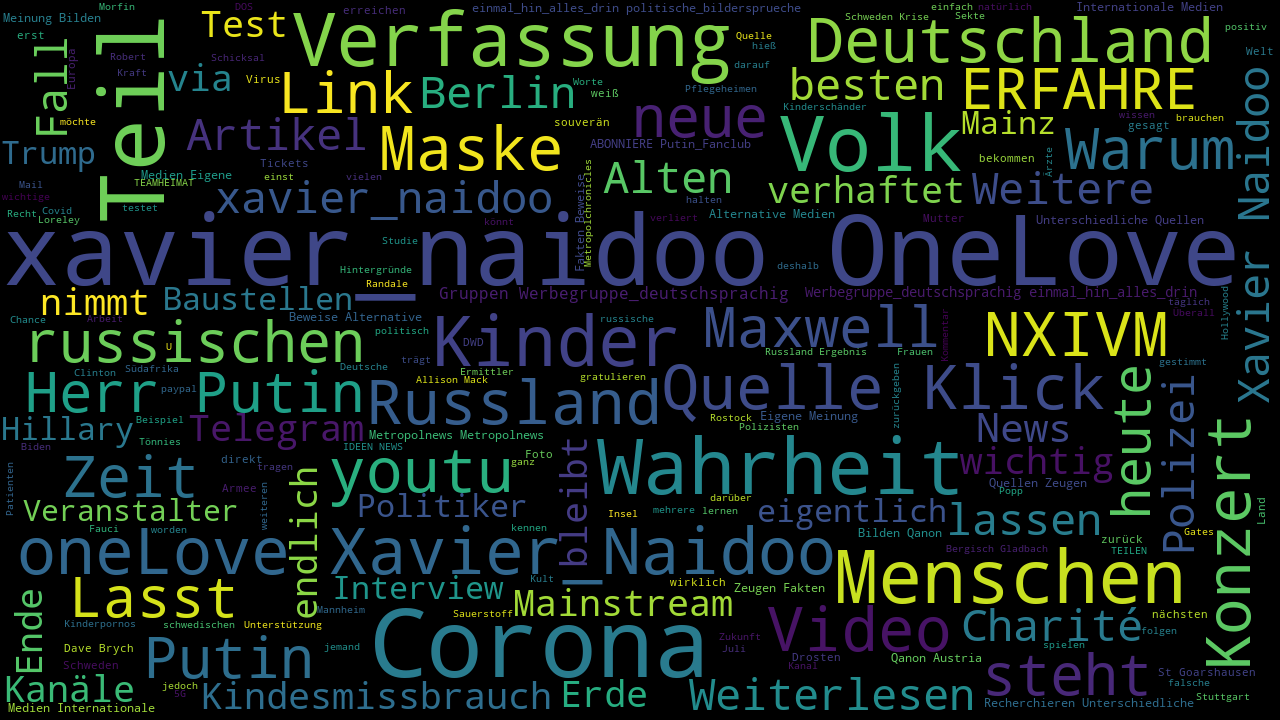 Morfin
DOS
erreichen
einmal_hin_alles_drin politische_bildersprueche
einfach
natürlich
Internationale Medien
Meinung Bilden
Test
Verfassung
Schweden Krise
Sekte
positiv
erst
Fall
Europa
Teil
Robert
Kraft
Schicksal
Quelle
hieß
darauf
Deutschland
Welt
via
Virus
Link
Berlin
Worte
weiß
Pflegeheimen
besten
ERFAHRE
Kinderschänder
wissen
brauchen
möchte
Artikel
Maske
souverän
neue
Volk
Mainz
gesagt
Trump
Tickets
ABONNIERE Putin_Fanclub
bekommen
Ärzte
Warum
Xavier Naidoo
Medien Eigene
TEAMHEIMAT
einst
vielen
Alten
verhaftet
Weitere
Mail
wichtige
testet
xavier_naidoo
Metropolchronicles
halten
Recht
Covid
Loreley
könnt
verliert
Alternative Medien
Mutter
Unterschiedliche Quellen
xavier_naidoo OneLove
Studie
Fakten Beweise
Hintergründe
Randale
deshalb
nimmt
Baustellen
Gruppen Werbegruppe_deutschsprachig
Werbegruppe_deutschsprachig einmal_hin_alles_drin
täglich
Überall
Hollywood
Chance
Arbeit
Beweise Alternative
politisch
russische
russischen
U
trägt
Kinder
DWD
Maxwell
Kommentar
NXIVM
Russland Ergebnis
Frauen
gestimmt
Clinton
Südafrika
Deutsche
Ermittler
Allison Mack
gratulieren
Herr
Putin
paypal
Russland
Quelle
zurückgeben
Klick
heute
Polizei
Hillary
Beispiel
Tönnies
Telegram
Rostock
Polizisten
Eigene Meinung
News
Konzert
Biden
Metropolnews Metropolnews
IDEEN NEWS
Foto
ganz
Zeit
direkt
tragen
Armee
youtu
Wahrheit
wichtig
Quellen Zeugen
Popp
Patienten
weiteren
endlich
bleibt
darüber
lernen
mehrere
Insel
Land
Veranstalter
Politiker
eigentlich
lassen
Fauci
worden
kennen
Bilden Qanon
zurück
TEILEN
Gates
oneLove
Xavier_Naidoo
Bergisch Gladbach
Kult
Interview
wirklich
Zeugen Fakten
Menschen
Lasst
Ende
Mannheim
Sauerstoff
Mainstream
nächsten
Kinderpornos
schwedischen
Unterstützung
Corona
Zukunft
Juli
Video
Charité
folgen
spielen
Dave Brych
Schweden
Putin
jemand
Drosten
Kanal
Qanon Austria
steht
St Goarshausen
falsche
Kanäle
jedoch
SG
Kindesmissbrauch
Erde
Weiterlesen
Recherchieren Unterschiedliche
Stuttgart
Medien Internationale